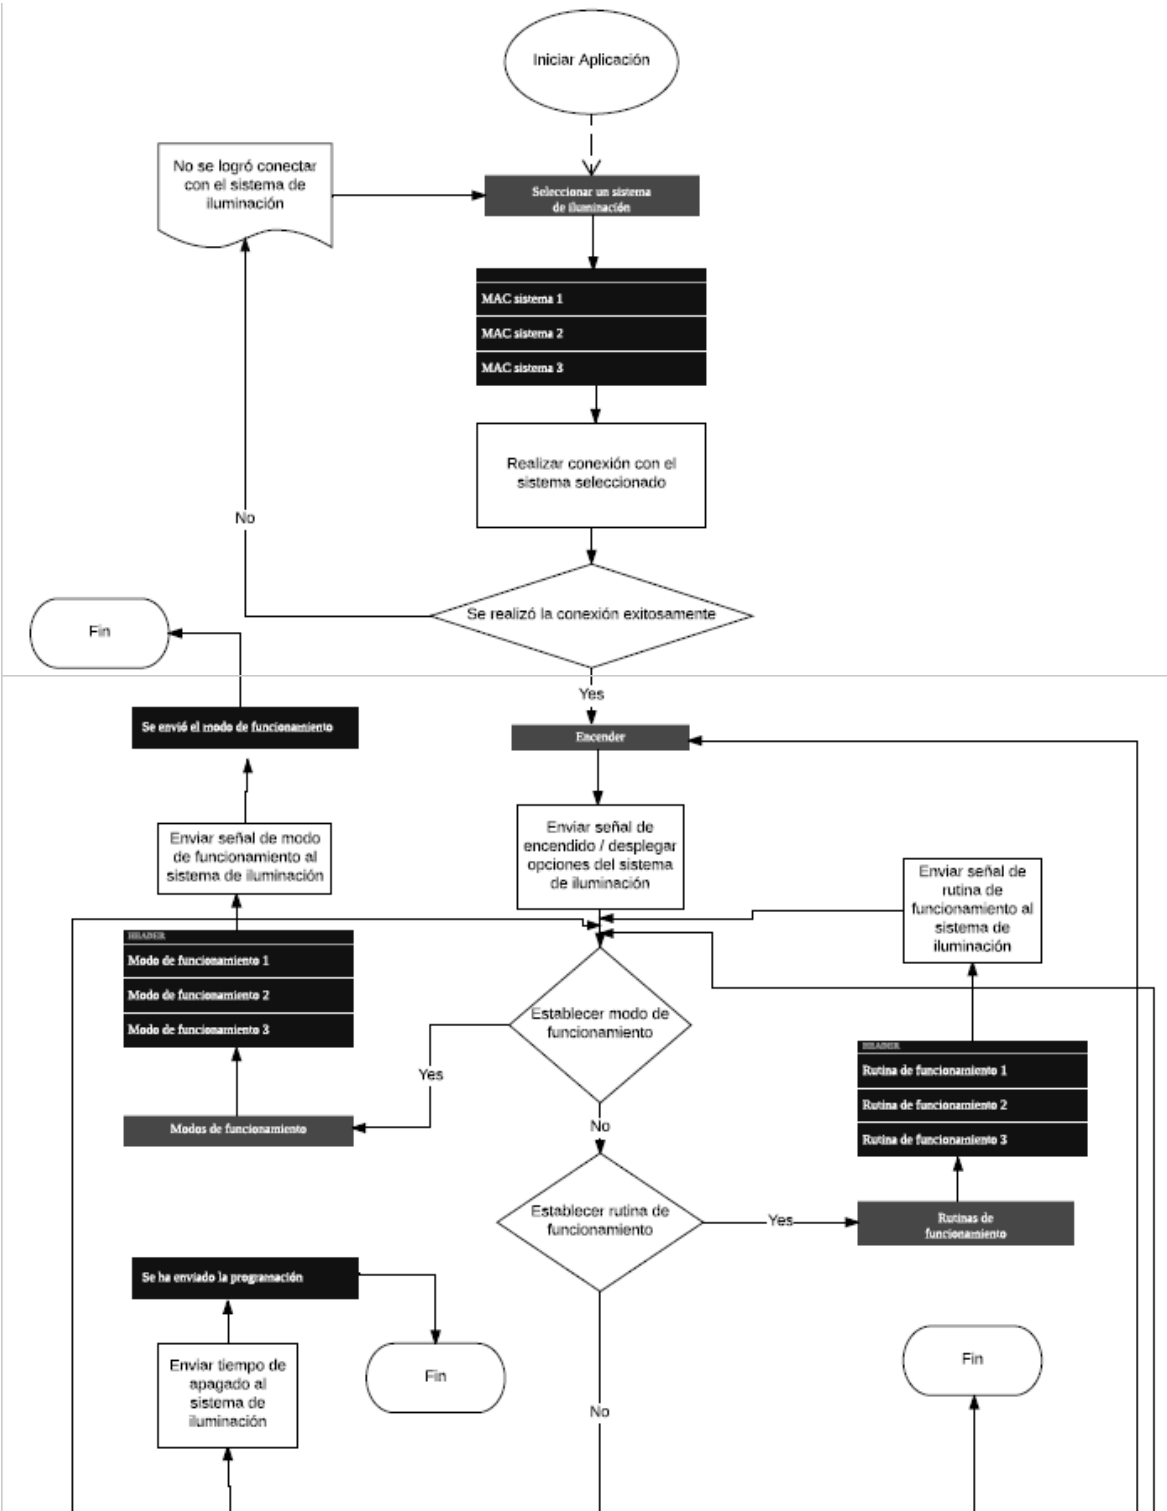 Iniciar Aplicación
No se logró conectar
con el sistema de
iluminación
Seleccionar un sistema
de iluminación
MAC sistema 1
MAC sistema 2
MAC sistema 3
Realizar conexión con el
sistema seleccionado
No
Se realizó la conexión exitosamente
Fin
Yes
Se envió el modo de funcionamiento
Encender
Enviar señal de modo
de funcionamiento al
sistema de iluminación
Enviar señal de
encendido / desplegar
opciones del sistema
de iluminación
Enviar señal de
rutina de
funcionamiento al
sistema de
iluminación
HEADER
Modo de funcionamiento 1
Modo de funcionamiento 2
Modo de funcionamiento 3
Establecer modo de
funcionamiento
HEADER
Rutina de funcionamiento 1
Rutina de funcionamiento 2
Rutina de funcionamiento 3
Yes
Modos de funcionamiento
No
Establecer rutina de
funcionamiento
Yes
Rutinas de
funcionamiento
Se ha enviado la programación
Enviar tiempo de
apagado al
sistema de
iluminación
Fin
Fin
No